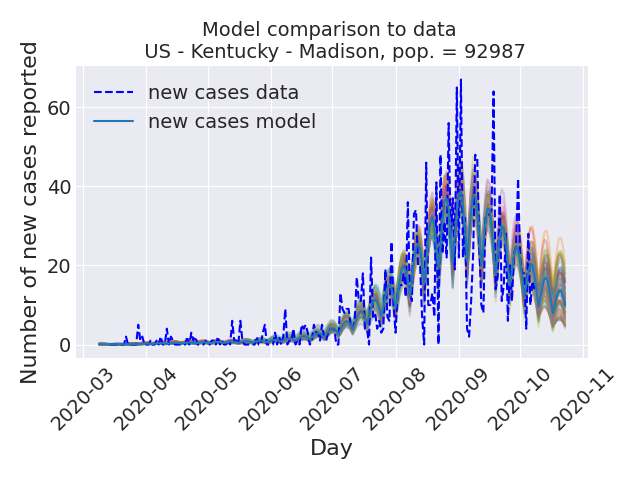 Model comparison to data
US - Kentucky - Madison, pop. = 92987
Number of new cases reported
new cases data
new cases model
60
40
20
0
2020-03
2020-04
2020-05
2020-06
2020-07
2020-08
2020-09
2020-10
2020-11
Day